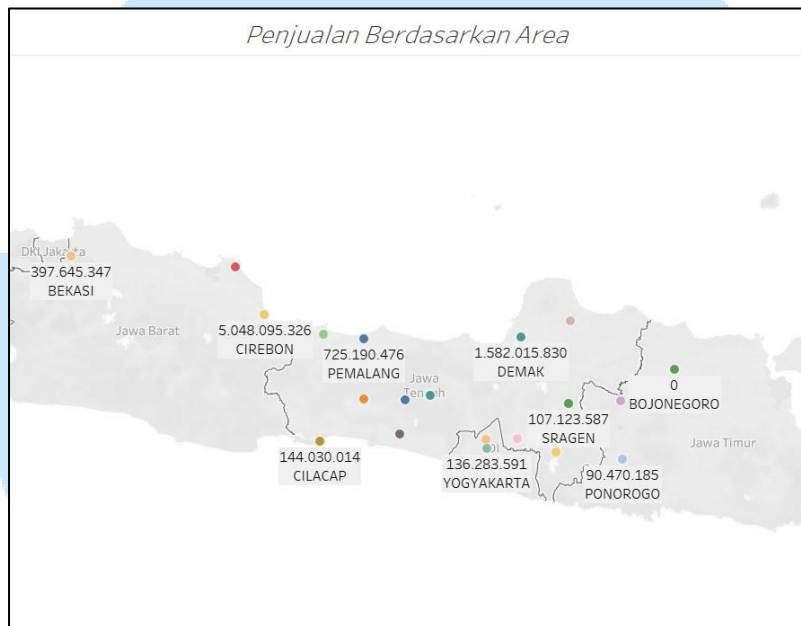 Penjualan Berdasarkan Area
DKI Jakarta
397.645.347
BEKASI
Jawa Barat
5.048.095.326
CIREBON
725.190.476
PEMALANG
Jawa
Tengah
1.582.015.830
DEMAK
0
BOJONEGORO
107.123.587
SRAGEN
Jawa Timur
144.030.014
CILACAP
136.283.591
YOGYAKARTA
90.470.185
PONOROGO